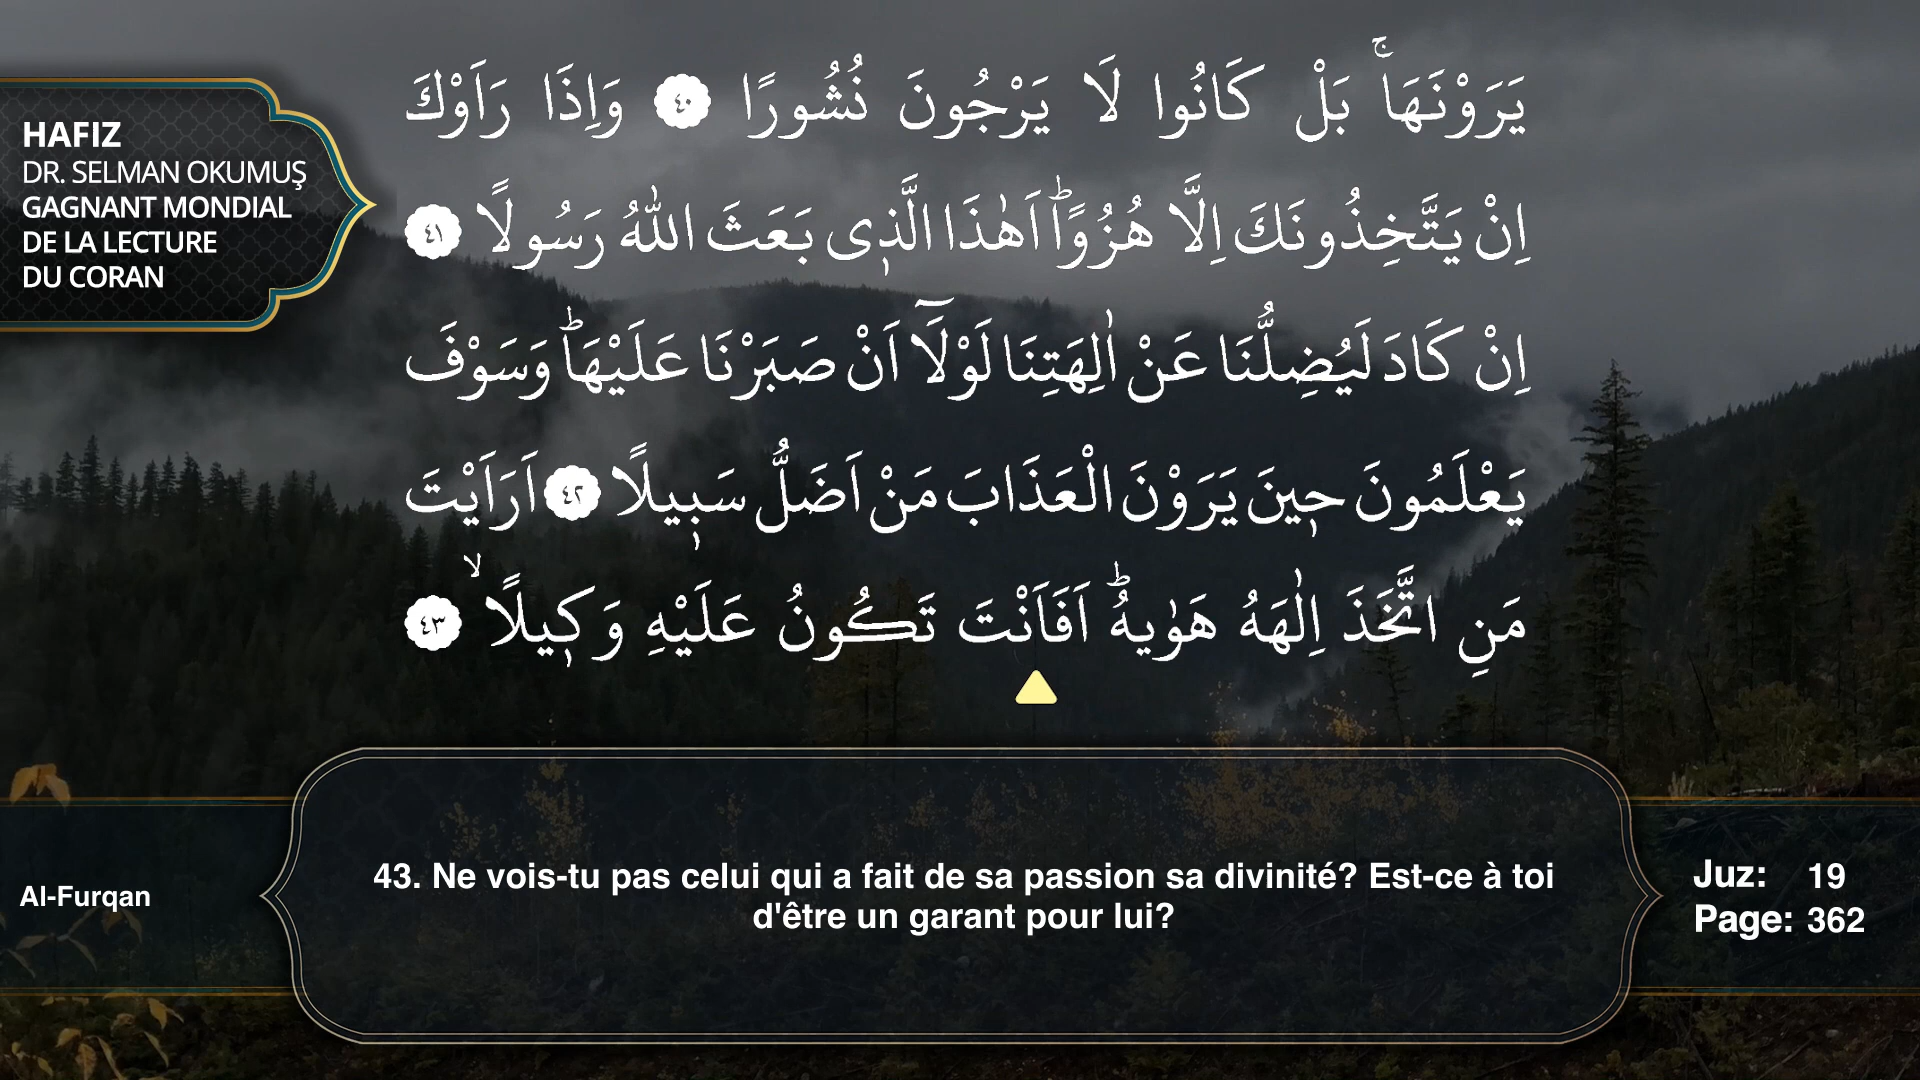 HAFIZ
DR. SELMAN OKUMUŞ
GAGNANT MONDIAL
DE LA LECTURE
DU CORAN
يَرَوْنَهَاۚ بَلْ كَانُوا لَا يَرْجُونَ نُشُورًا ٤٠ وَاِذَا رَاَوْكَ
اِنْ يَتَّخِذُونَكَ اِلَّا هُزُوًاۜ اَهٰذَا الَّذ۪ى بَعَثَ اللّٰهُ رَسُولًا ٤١
اِنْ كَادَ لَيُضِلُّنَا عَنْ اٰلِهَتِنَا لَوْلَٓا اَنْ صَبَرْنَا عَلَيْهَاۜ وَسَوْفَ
يَعْلَمُونَ ح۪ينَ يَرَوْنَ الْعَذَابَ مَنْ اَضَلُّ سَب۪يلًا ٤٢ اَرَاَيْتَ
مَنِ اتَّخَذَ اِلٰهَهُ هَوٰيهُۜ اَفَاَنْتَ تَكُونُ عَلَيْهِ وَك۪يلًاۙ ٤٣
43. Ne vois-tu pas celui qui a fait de sa passion sa divinité? Est-ce à toi
d'être un garant pour lui?
Al-Furqan
Juz: 19
Page: 362